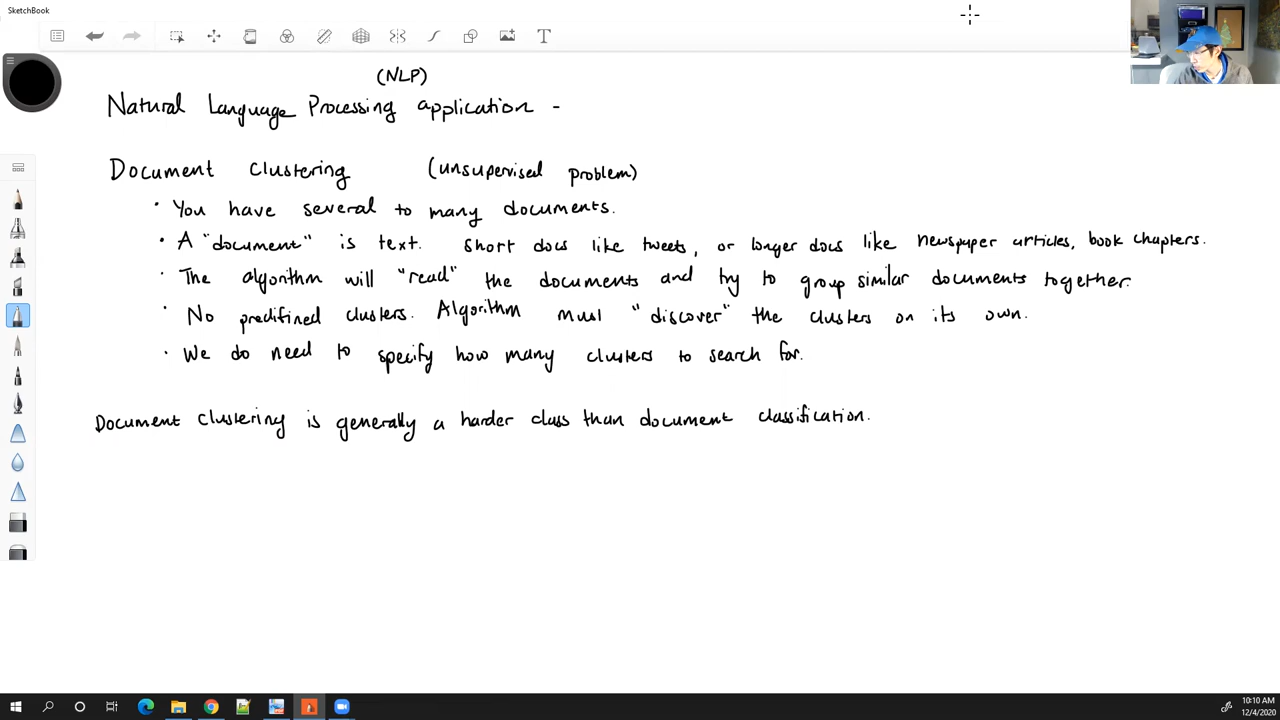 SketchBook
(NLP)
Natural Language Processing application -
Document Clustering (unsupervised problem)
• You have several to many documents.
• A "document" is text. Short docs like tweets, or longer docs like newspaper articles, book chapters.
• The algorithm will "read" the documents and try to group similar documents together.
• No predifined clusters. Algorithm must "discover" the clusters on its own.
• We do need to specify how many clusters to search for.
Document clustering is generally a harder class than document classification.
10:10 AM
12/4/2020